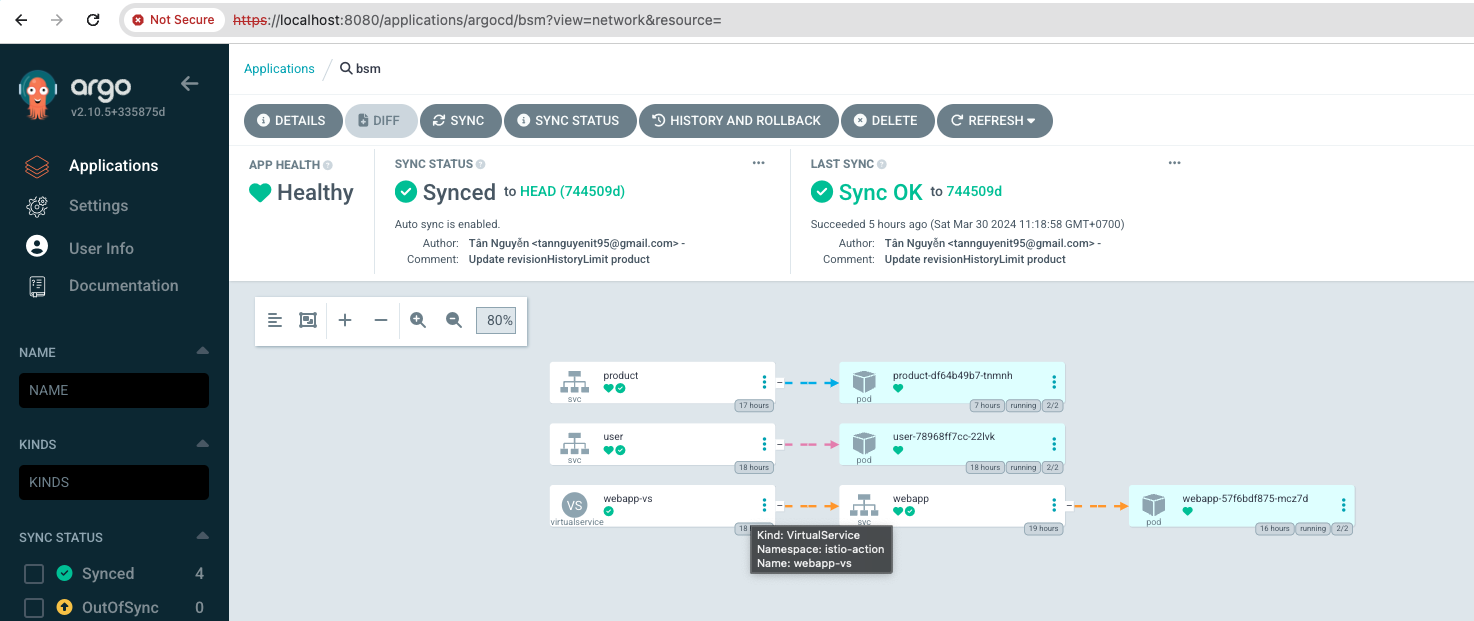 Not Secure https://localhost:8080/applications/argocd/bsm?view=network&resource=
argo
v2.10.5+335875d
Applications
Settings
User Info
Documentation
NAME
NAME
KINDS
KINDS
SYNC STATUS
Synced 4
OutOfSync 0
Applications / bsm
DETAILS DIFF SYNC SYNC STATUS HISTORY AND ROLLBACK DELETE REFRESH
APP HEALTH
Healthy
SYNC STATUS
Synced to HEAD (744509d)
Auto sync is enabled.
Author: Tân Nguyễn <tannguyenit95@gmail.com> -
Comment: Update revisionHistoryLimit product
LAST SYNC
Sync OK to 744509d
Succeeded 5 hours ago (Sat Mar 30 2024 11:18:58 GMT+0700)
Author: Tân Nguyễn <tannguyenit95@gmail.com> -
Comment: Update revisionHistoryLimit product
80%
product
svc
17 hours
product-df64b49b7-tnmnh
pod
7 hours running 2/2
user
svc
18 hours
user-78968ff7cc-22lvk
pod
18 hours running 2/2
VS
webapp-vs
virtualservice
18
webapp
svc
19 hours
webapp-57f6bdf875-mcz7d
pod
16 hours running 2/2
Kind: VirtualService
Namespace: istio-action
Name: webapp-vs